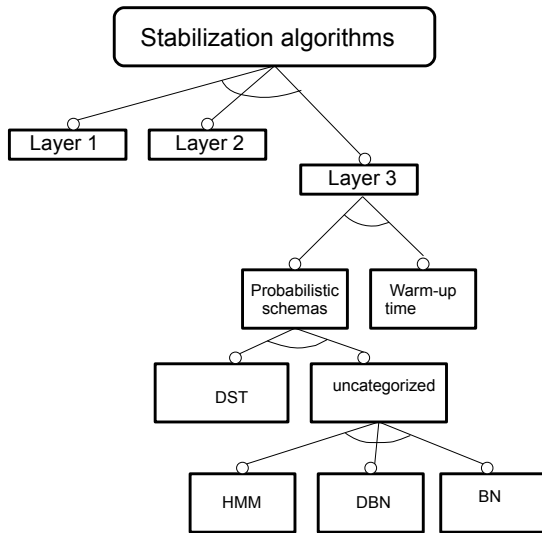 Stabilization algorithms
Layer 1
Layer 2
Layer 3
Probabilistic
schemas
Warm-up
time
DST
uncategorized
HMM
DBN
BN